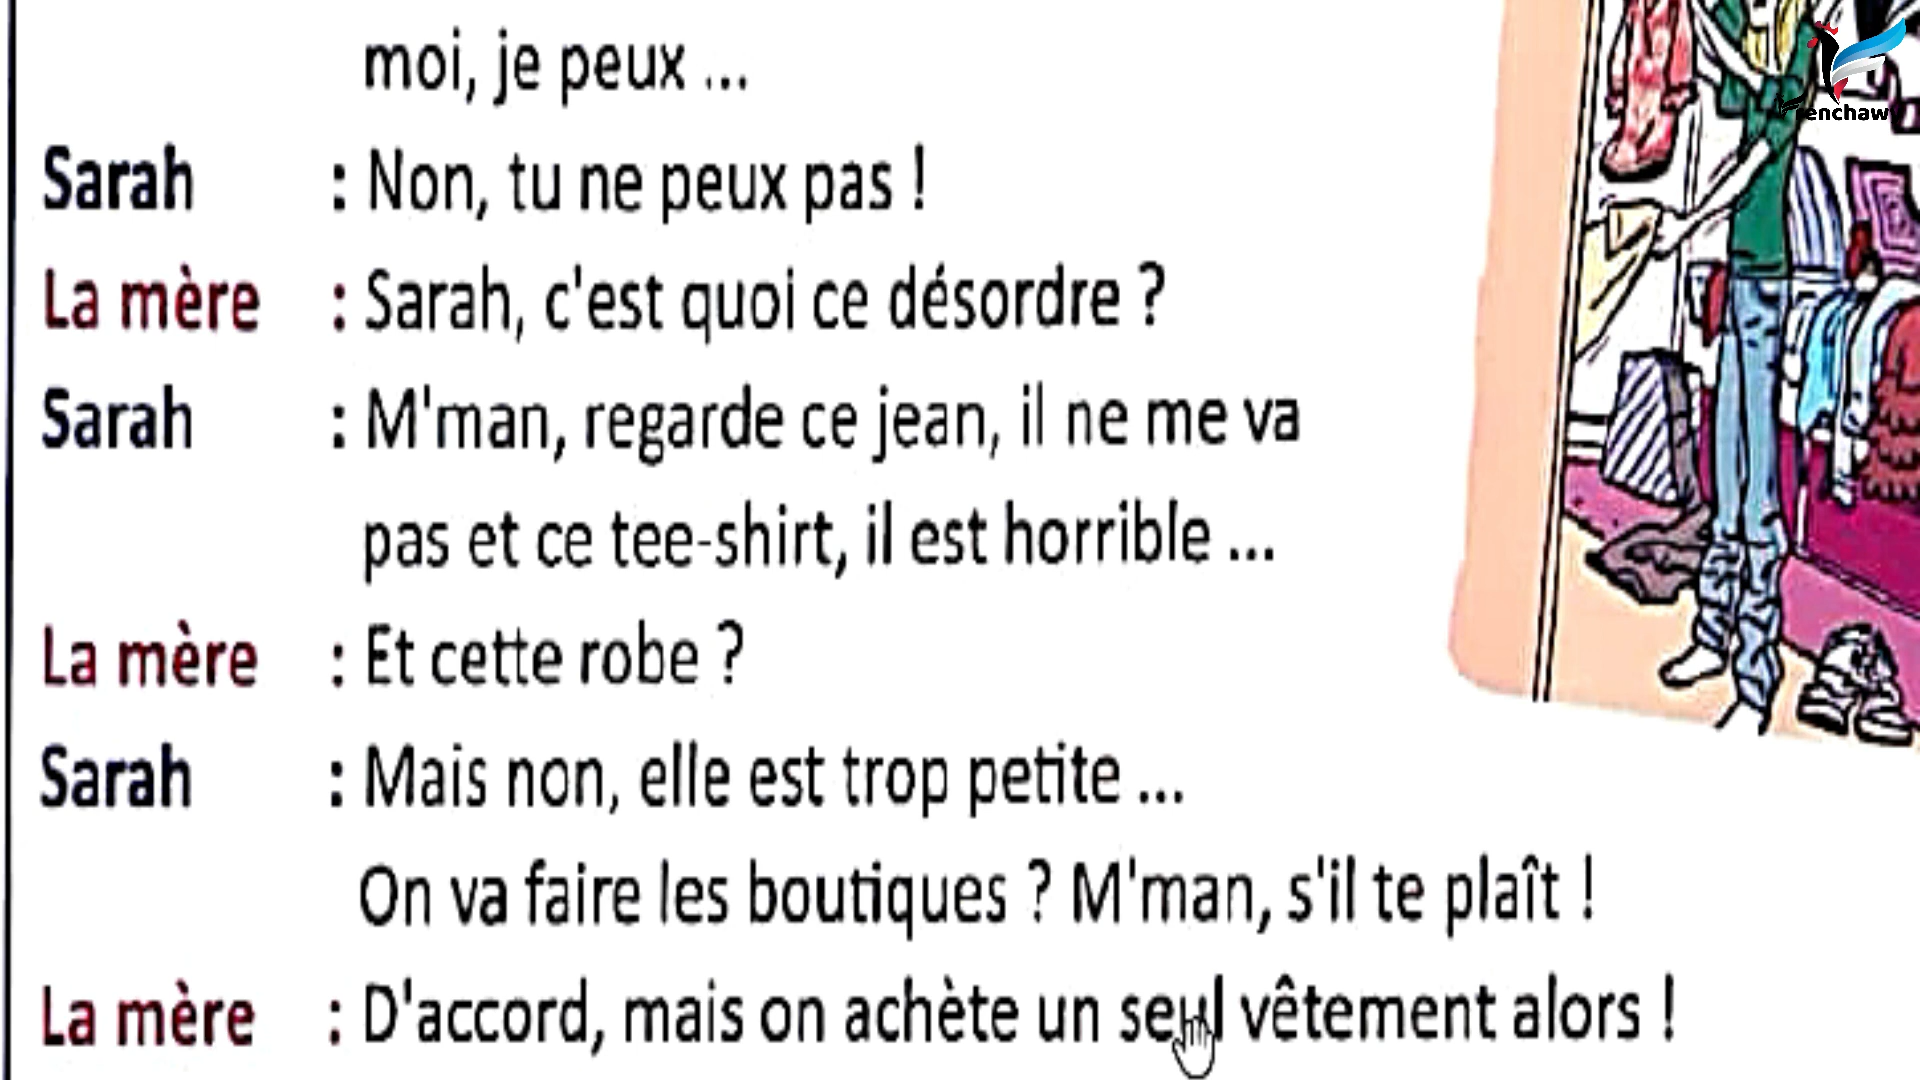 moi, je peux ...
Sarah : Non, tu ne peux pas !
La mère : Sarah, c'est quoi ce désordre ?
Sarah : M'man, regarde ce jean, il ne me va
pas et ce tee-shirt, il est horrible ...
La mère : Et cette robe ?
Sarah : Mais non, elle est trop petite ...
On va faire les boutiques ? M'man, s'il te plaît !
La mère : D'accord, mais on achète un seul vêtement alors !